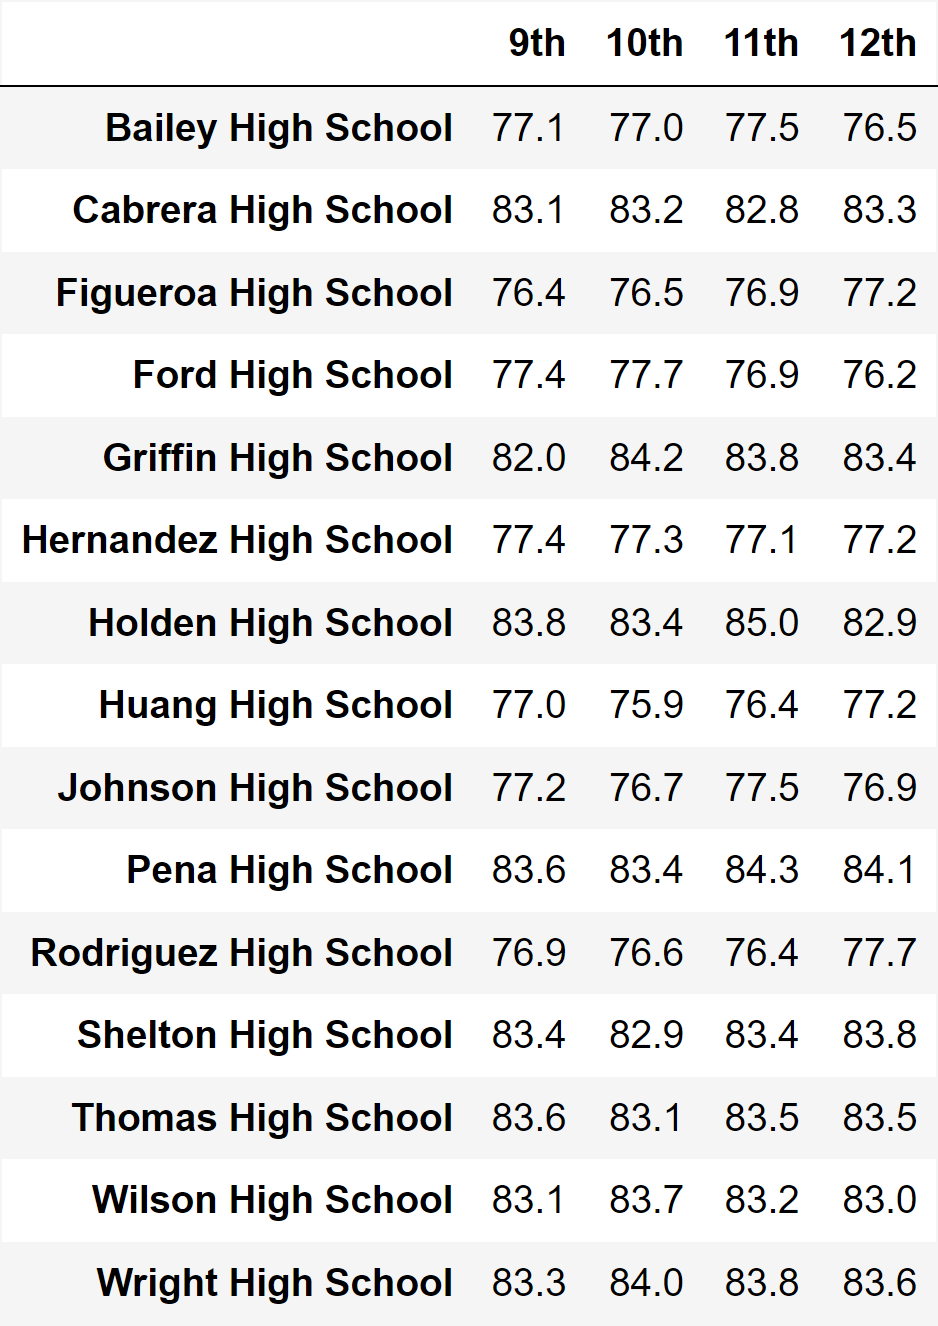 9th 10th 11th 12th
Bailey High School 77.1 77.0 77.5 76.5
Cabrera High School 83.1 83.2 82.8 83.3
Figueroa High School 76.4 76.5 76.9 77.2
Ford High School 77.4 77.7 76.9 76.2
Griffin High School 82.0 84.2 83.8 83.4
Hernandez High School 77.4 77.3 77.1 77.2
Holden High School 83.8 83.4 85.0 82.9
Huang High School 77.0 75.9 76.4 77.2
Johnson High School 77.2 76.7 77.5 76.9
Pena High School 83.6 83.4 84.3 84.1
Rodriguez High School 76.9 76.6 76.4 77.7
Shelton High School 83.4 82.9 83.4 83.8
Thomas High School 83.6 83.1 83.5 83.5
Wilson High School 83.1 83.7 83.2 83.0
Wright High School 83.3 84.0 83.8 83.6